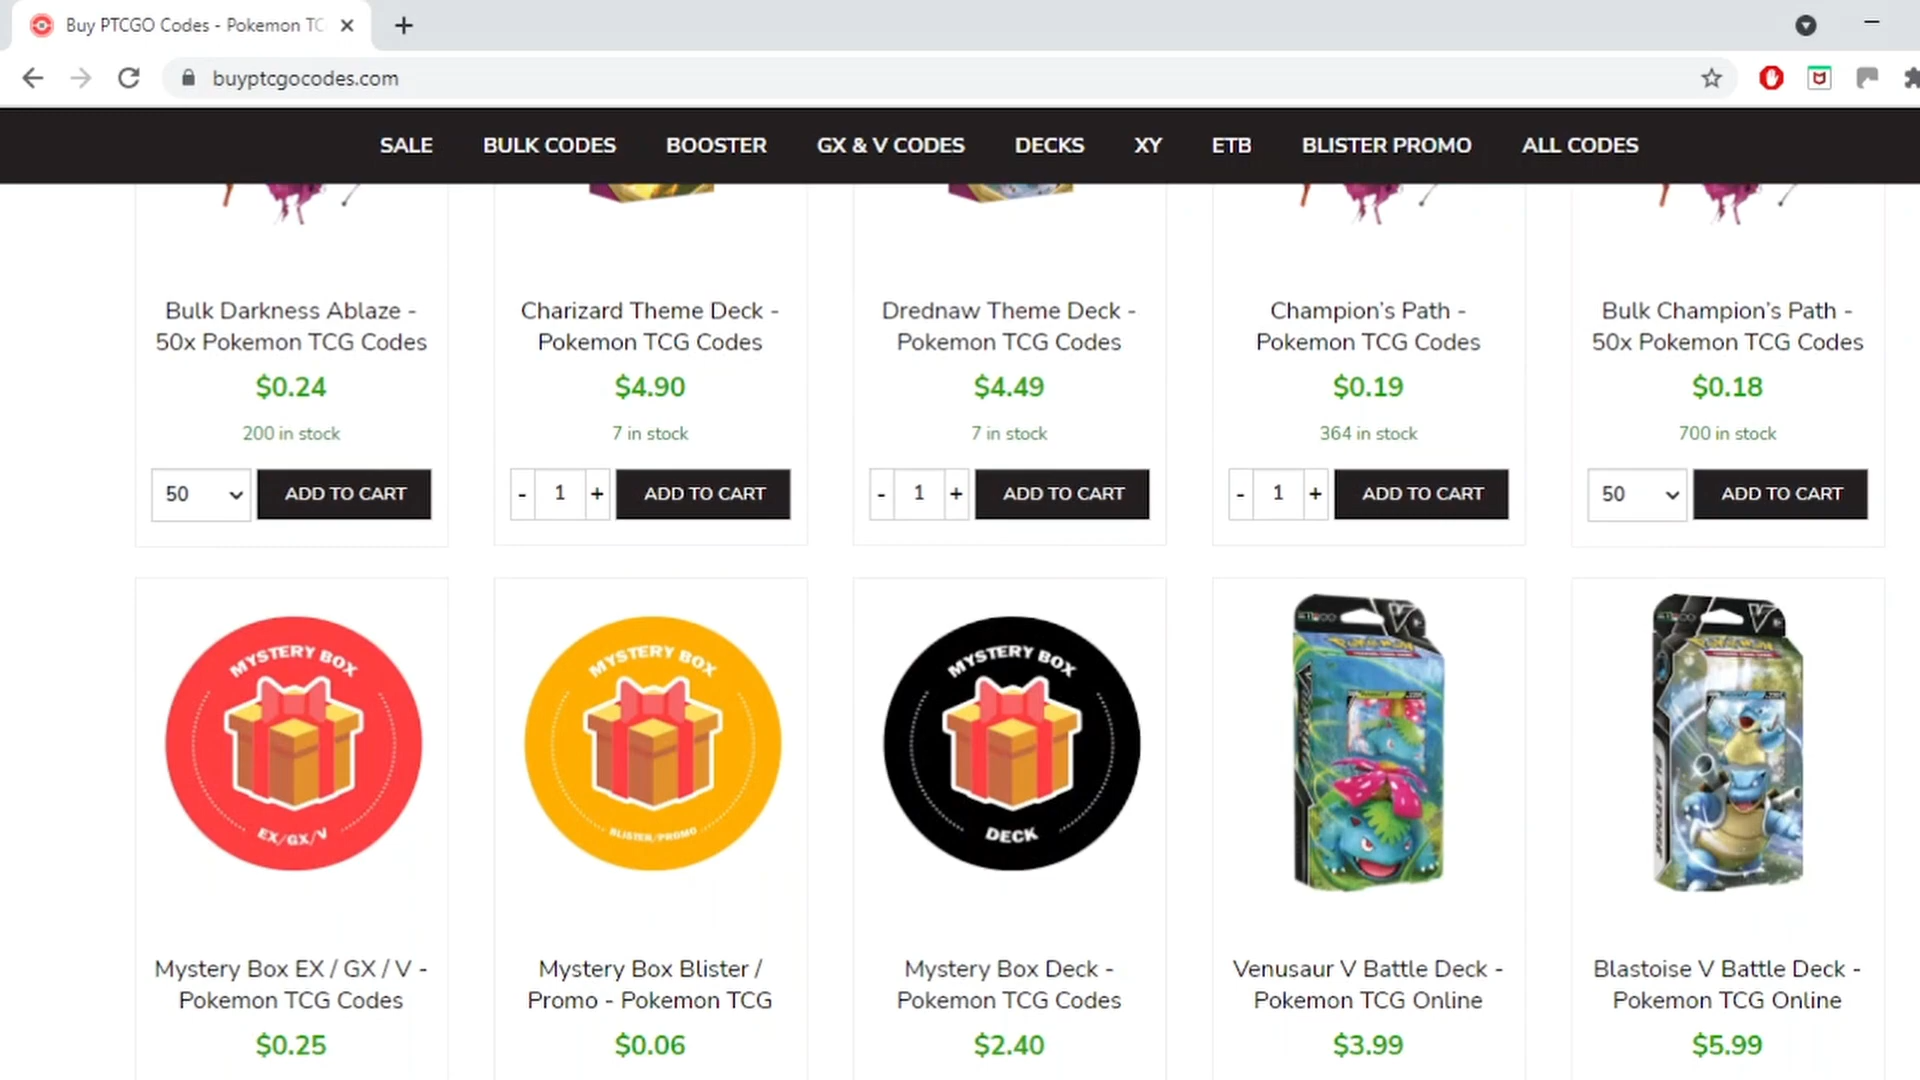 Buy PTCGO Codes - Pokemon TC
buyptcgocodes.com
SALE BULK CODES BOOSTER GX & V CODES DECKS XY ETB BLISTER PROMO ALL CODES
Bulk Darkness Ablaze -
50x Pokemon TCG Codes
$0.24
200 in stock
50 ADD TO CART
Charizard Theme Deck -
Pokemon TCG Codes
$4.90
7 in stock
- 1 + ADD TO CART
Drednaw Theme Deck -
Pokemon TCG Codes
$4.49
7 in stock
- 1 + ADD TO CART
Champion’s Path -
Pokemon TCG Codes
$0.19
364 in stock
- 1 + ADD TO CART
Bulk Champion’s Path -
50x Pokemon TCG Codes
$0.18
700 in stock
50 ADD TO CART
MYSTERY BOX
EX/GX/V
Mystery Box EX / GX / V -
Pokemon TCG Codes
$0.25
MYSTERY BOX
BLISTER/PROMO
Mystery Box Blister /
Promo - Pokemon TCG
$0.06
MYSTERY BOX
DECK
Mystery Box Deck -
Pokemon TCG Codes
$2.40
POKEMON
Venusaur V Battle Deck -
Pokemon TCG Online
$3.99
POKEMON
BLASTOISE
Blastoise V Battle Deck -
Pokemon TCG Online
$5.99